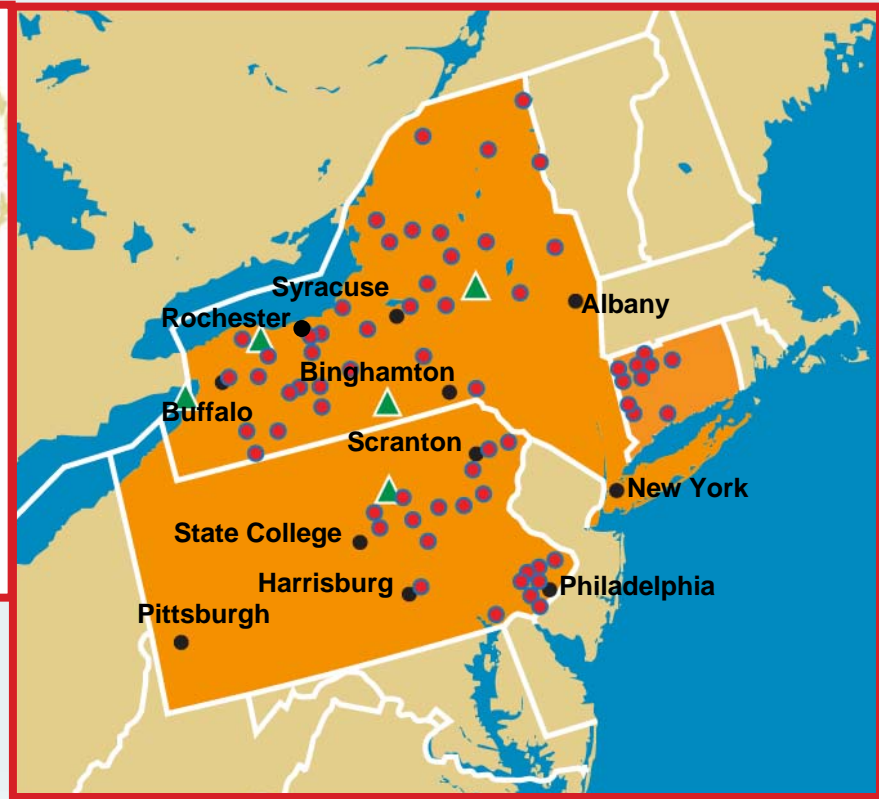 Syracuse
Albany
Rochester
Binghamton
Buffalo
Scranton
New York
State College
Harrisburg
Philadelphia
Pittsburgh